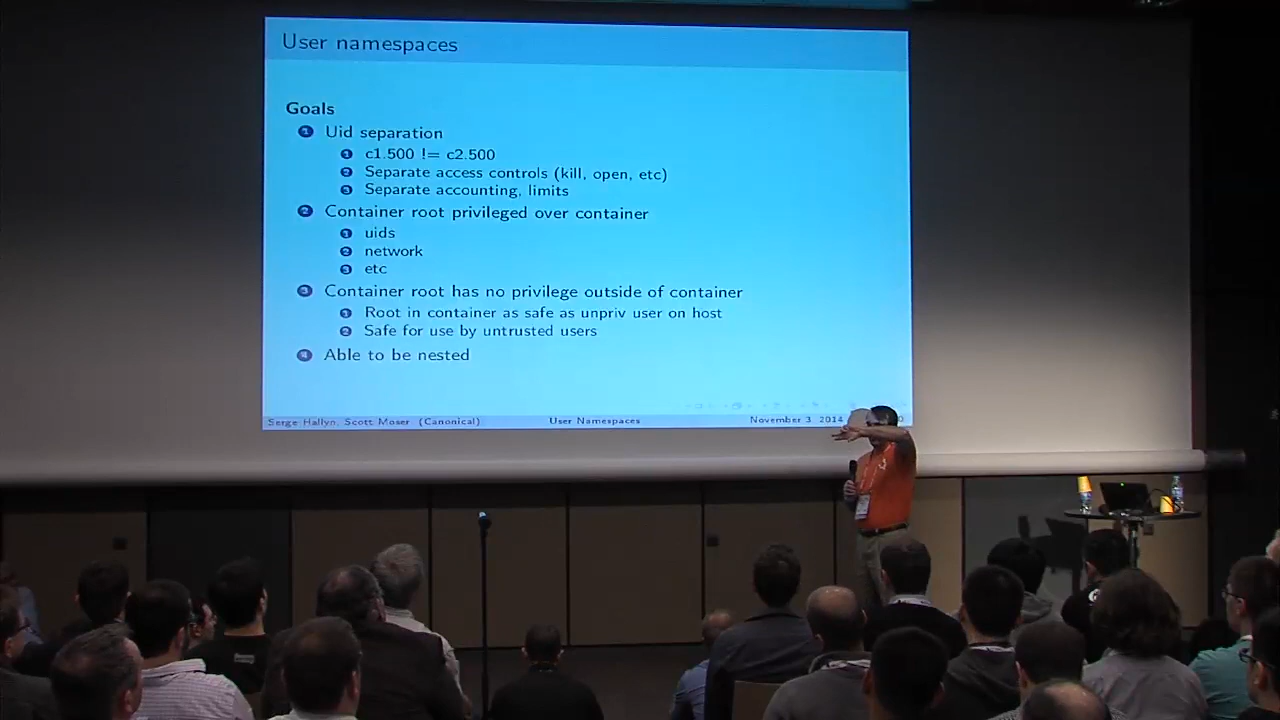 User namespaces
Goals
1 Uid separation
1 c1.500 != c2.500
2 Separate access controls (kill, open, etc)
3 Separate accounting, limits
2 Container root privileged over container
1 uids
2 network
3 etc
3 Container root has no privilege outside of container
1 Root in container as safe as unpriv user on host
2 Safe for use by untrusted users
4 Able to be nested
Serge Hallyn, Scott Moser (Canonical) User Namespaces November 3 2014